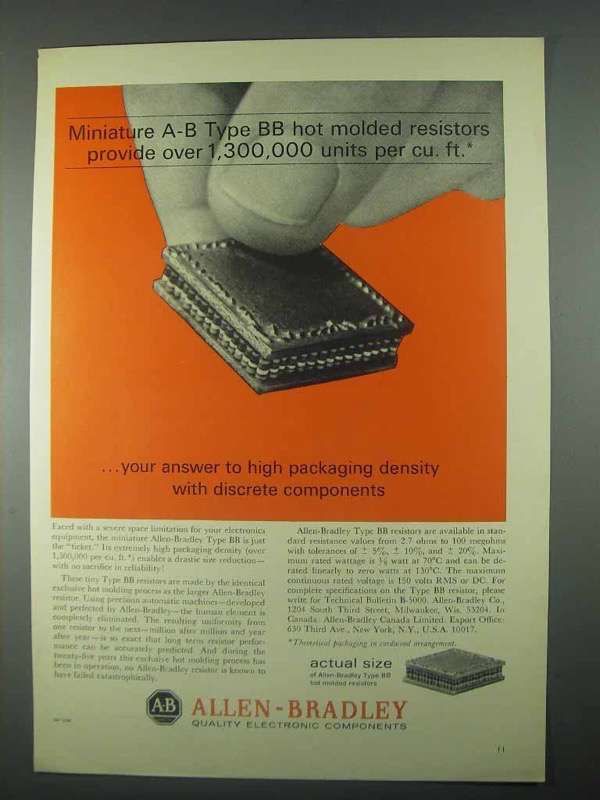 Miniature A-B Type BB hot molded resistors
provide over 1,300,000 units per cu. ft.*
...your answer to high packaging density
with discrete components
Faced with a severe space limitation for your electronics
equipment, the miniature Allen-Bradley Type BB is just
the "ticket." Its extremely high packaging density (over
1,300,000 per cu. ft.*) enables a drastic size reduction—
with no sacrifice in reliability!
These tiny Type BB resistors are made by the identical
exclusive hot molding process as the larger Allen-Bradley
resistor. Using precision automatic machines—developed
and perfected by Allen-Bradley—the human element is
completely eliminated. The resulting uniformity from
one resistor to the next—million after million and year
after year—is so exact that long term resistor perfor-
mance can be accurately predicted. And during the
twenty-five years this exclusive hot molding process has
been in operation, no Allen-Bradley resistor is known to
have failed catastrophically.
Allen-Bradley Type BB resistors are available in stan-
dard resistance values from 2.7 ohms to 100 megohms
with tolerances of ± 5%, ± 10%, and ± 20%. Maxi-
mum rated wattage is ⅛ watt at 70°C and can be de-
rated linearly to zero watts at 130°C. The maximum
continuous rated voltage is 150 volts RMS or DC. For
complete specifications on the Type BB resistor, please
write for Technical Bulletin B-5000. Allen-Bradley Co.,
1204 South Third Street, Milwaukee, Wis. 53204. In
Canada: Allen-Bradley Canada Limited. Export Office:
630 Third Ave., New York, N.Y., U.S.A. 10017.
*Theoretical packaging in cordwood arrangement.
actual size
of Allen-Bradley Type BB
hot molded resistors
A-B
ALLEN-BRADLEY
QUALITY ELECTRONIC COMPONENTS
11